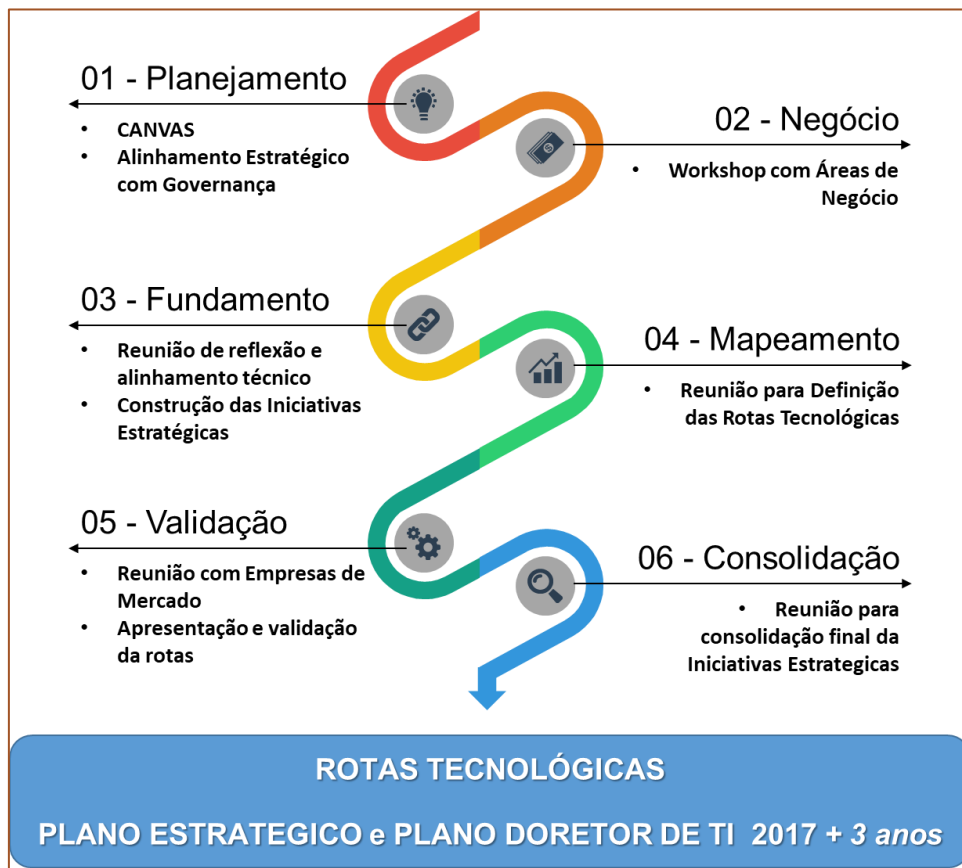 01 - Planejamento
• CANVAS
• Alinhamento Estratégico
com Governança
02 - Negócio
• Workshop com Áreas de
Negócio
03 - Fundamento
• Reunião de reflexão e
alinhamento técnico
• Construção das Iniciativas
Estratégicas
04 - Mapeamento
• Reunião para Definição
das Rotas Tecnológicas
05 - Validação
• Reunião com Empresas de
Mercado
• Apresentação e validação
da rotas
06 - Consolidação
• Reunião para
consolidação final da
Iniciativas Estrategicas
ROTAS TECNOLÓGICAS
PLANO ESTRATEGICO e PLANO DORETOR DE TI 2017 + 3 anos